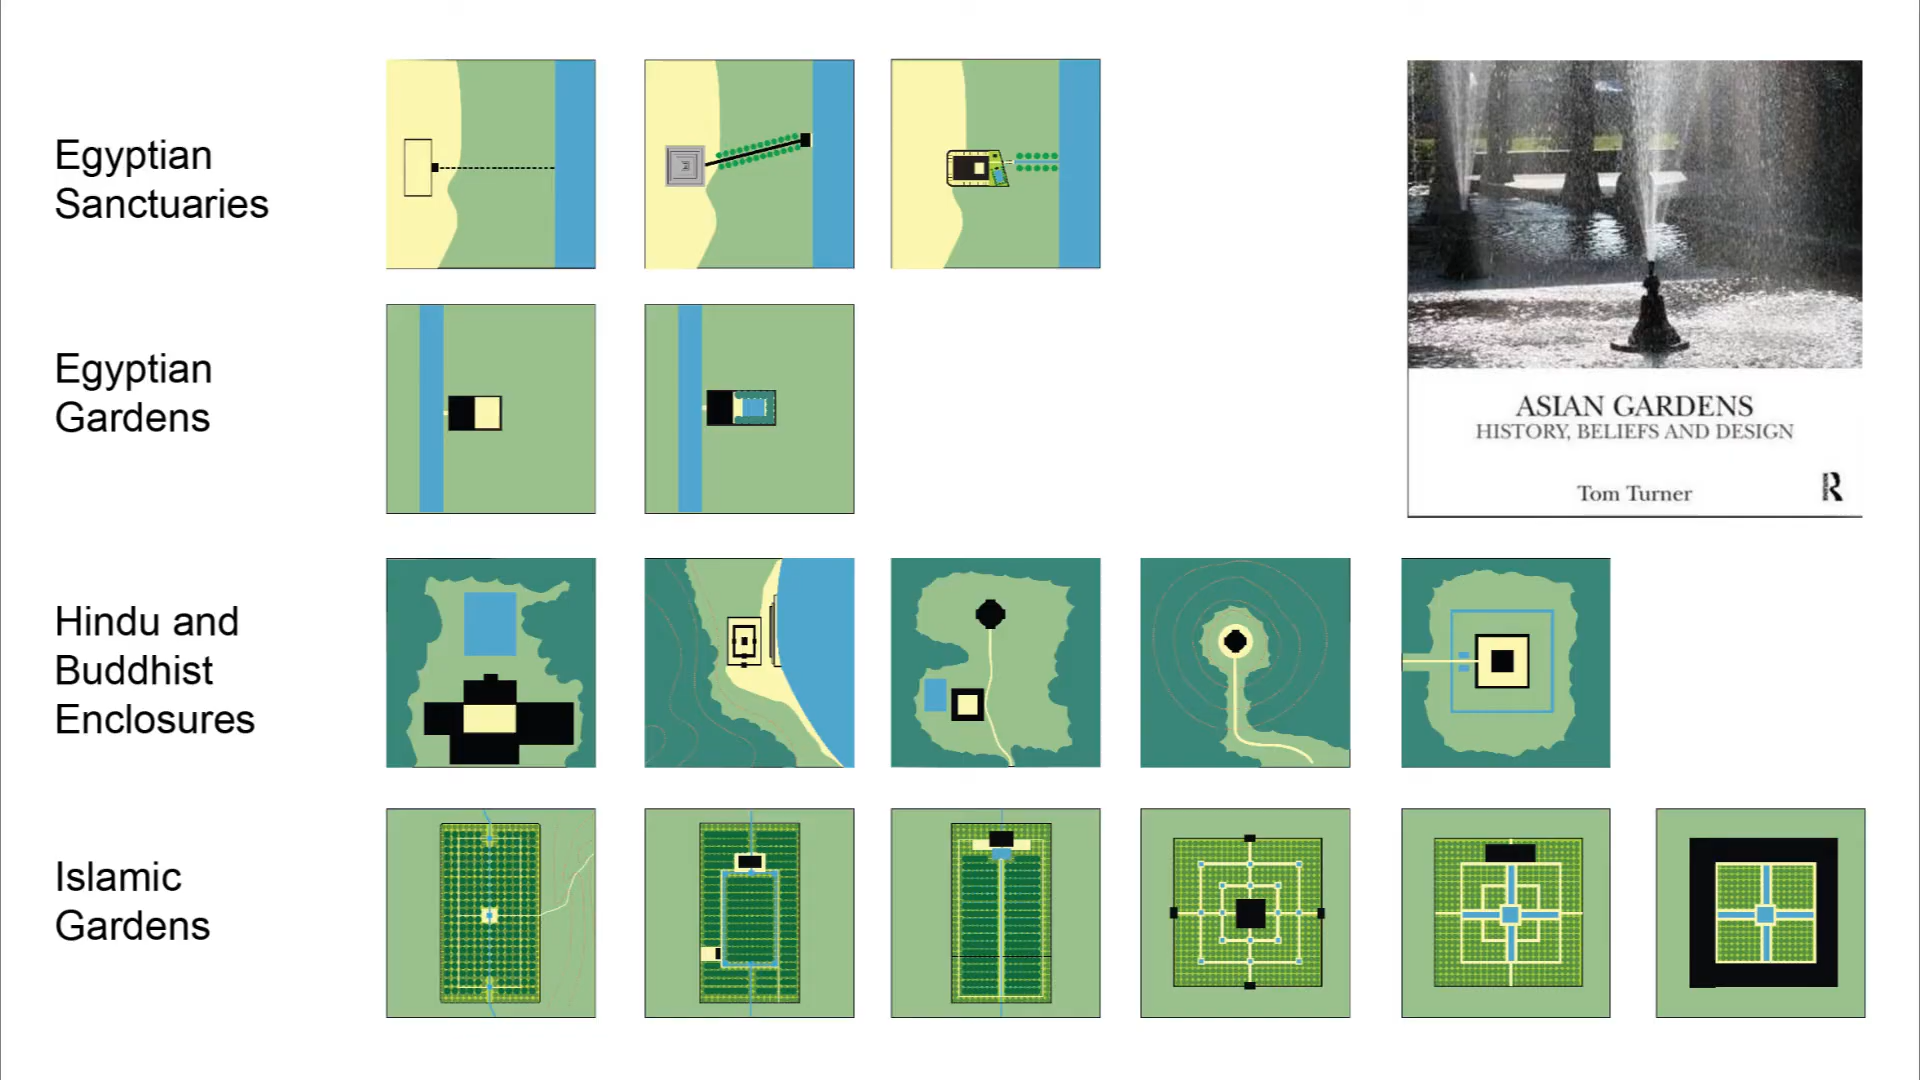 Egyptian
Sanctuaries
Egyptian
Gardens
ASIAN GARDENS
HISTORY, BELIEFS AND DESIGN
Tom Turner
R
Hindu and
Buddhist
Enclosures
Islamic
Gardens